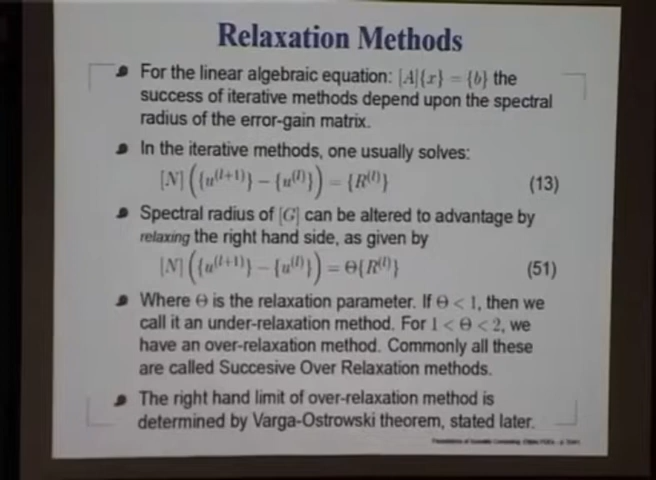 Relaxation Methods
For the linear algebraic equation: [A]{x} = {b} the
success of iterative methods depend upon the spectral
radius of the error-gain matrix.
In the iterative methods, one usually solves:
[N] ({u^(l+1)} − {u^(l)}) = {R^(l)} (13)
Spectral radius of [G] can be altered to advantage by
relaxing the right hand side, as given by
[N] ({u^(l+1)} − {u^(l)}) = Θ{R^(l)} (51)
Where Θ is the relaxation parameter. If Θ < 1, then we
call it an under-relaxation method. For 1 < Θ < 2, we
have an over-relaxation method. Commonly all these
are called Succesive Over Relaxation methods.
The right hand limit of over-relaxation method is
determined by Varga-Ostrowski theorem, stated later.